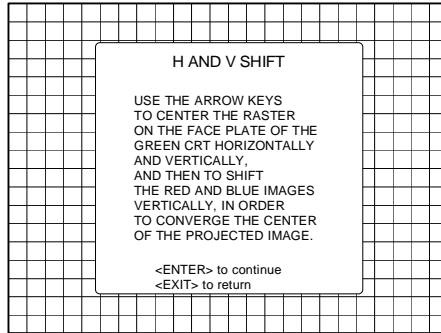 H AND V SHIFT
USE THE ARROW KEYS
TO CENTER THE RASTER
ON THE FACE PLATE OF THE
GREEN CRT HORIZONTALLY
AND VERTICALLY,
AND THEN TO SHIFT
THE RED AND BLUE IMAGES
VERTICALLY, IN ORDER
TO CONVERGE THE CENTER
OF THE PROJECTED IMAGE.
<ENTER> to continue
<EXIT> to return